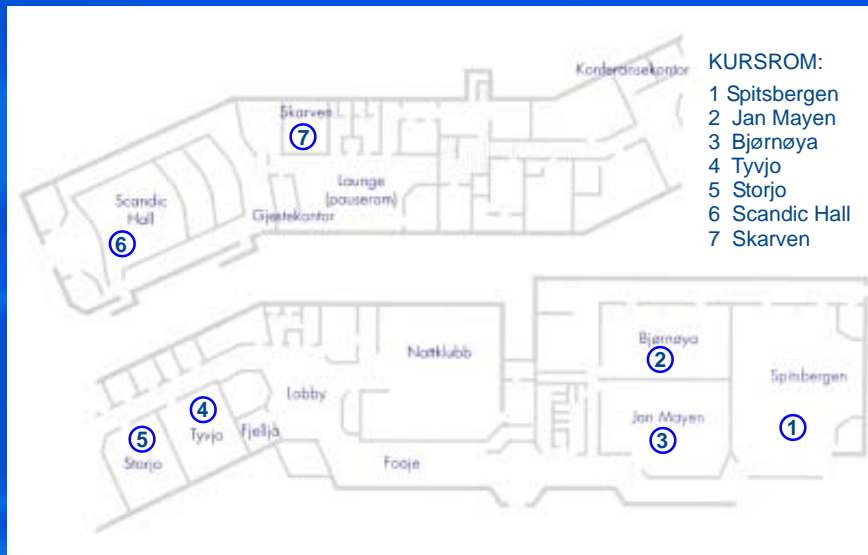 KURSROM:
1 Spitsbergen
2 Jan Mayen
3 Bjørnøya
4 Tyvjo
5 Storjo
6 Scandic Hall
7 Skarven
Konferansekontor
Skarven
7
Scandic
Hall
6
Lounge
(pauserom)
Gjestekontor
Bjørnøya
2
Nattklubb
Spitsbergen
1
Lobby
4
Tyvjo
Fjelljo
5
Storjo
Jan Mayen
3
Foaje